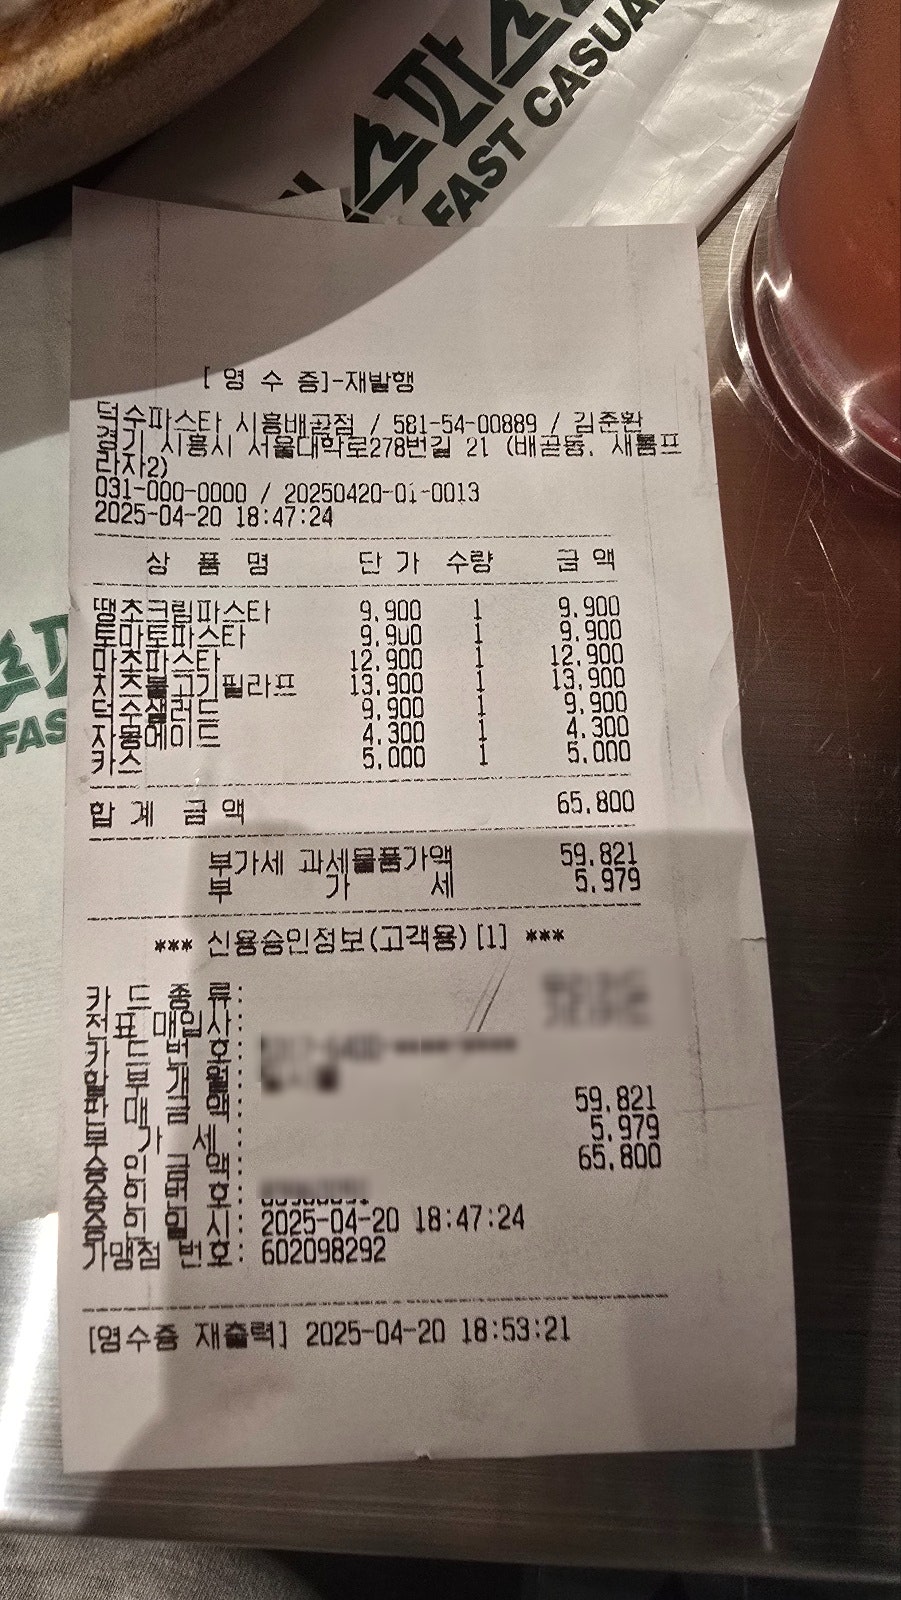 수파스
FAST CASUAL
[ 영 수 증]-재발행
덕수파스타 시흥배곧점 / 581-54-00889 / 김준환
경기 시흥시 서울대학로278번길 21 (배곧동, 새롬프
라자2)
031-000-0000 / 20250420-01-0013
2025-04-20 18:47:24
상 품 명 단 가 수량 금 액
땡초크림파스타 9,900 1 9,900
토마토파스타 9,900 1 9,900
마초파스타 12,900 1 12,900
치즈불고기필라프 13,900 1 13,900
덕수샐러드 9,900 1 9,900
자몽에이드 4,300 1 4,300
카스 5,000 1 5,000
합 계 금 액 65,800
부가세 과세물품가액 59,821
부 가 세 5,979
*** 신용승인정보(고객용)[1] ***
카 드 종 류:
전표 매입사:
카 드 번 호:
할 부 개 월:
판 매 금 액: 59,821
부 가 세 : 5,979
승 인 금 액: 65,800
승 인 번 호:
승 인 일 시: 2025-04-20 18:47:24
가맹점 번호: 602098292
[영수증 재출력] 2025-04-20 18:53:21
FAS